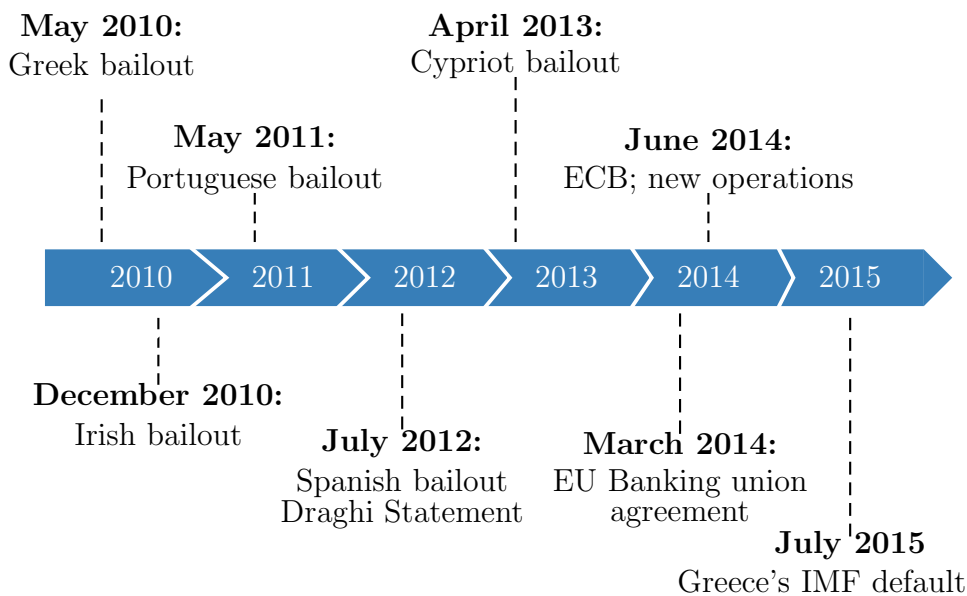 May 2010:
Greek bailout
April 2013:
Cypriot bailout
May 2011:
Portuguese bailout
June 2014:
ECB; new operations
2010
2011
2012
2013
2014
2015
December 2010:
Irish bailout
July 2012:
Spanish bailout
Draghi Statement
March 2014:
EU Banking union
agreement
July 2015
Greece's IMF default